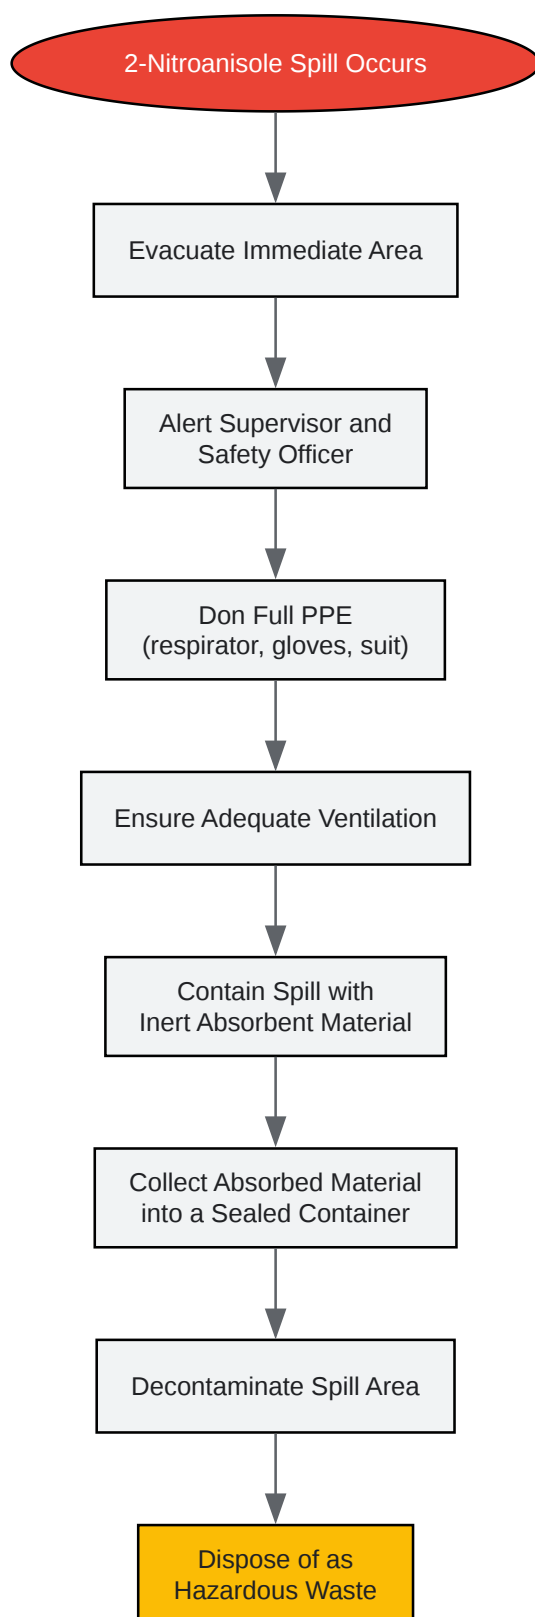 2-Nitroanisole Spill Occurs
Evacuate Immediate Area
Alert Supervisor and
Safety Officer
Don Full PPE
(respirator, gloves, suit)
Ensure Adequate Ventilation
Contain Spill with
Inert Absorbent Material
Collect Absorbed Material
into a Sealed Container
Decontaminate Spill Area
Dispose of as
Hazardous Waste